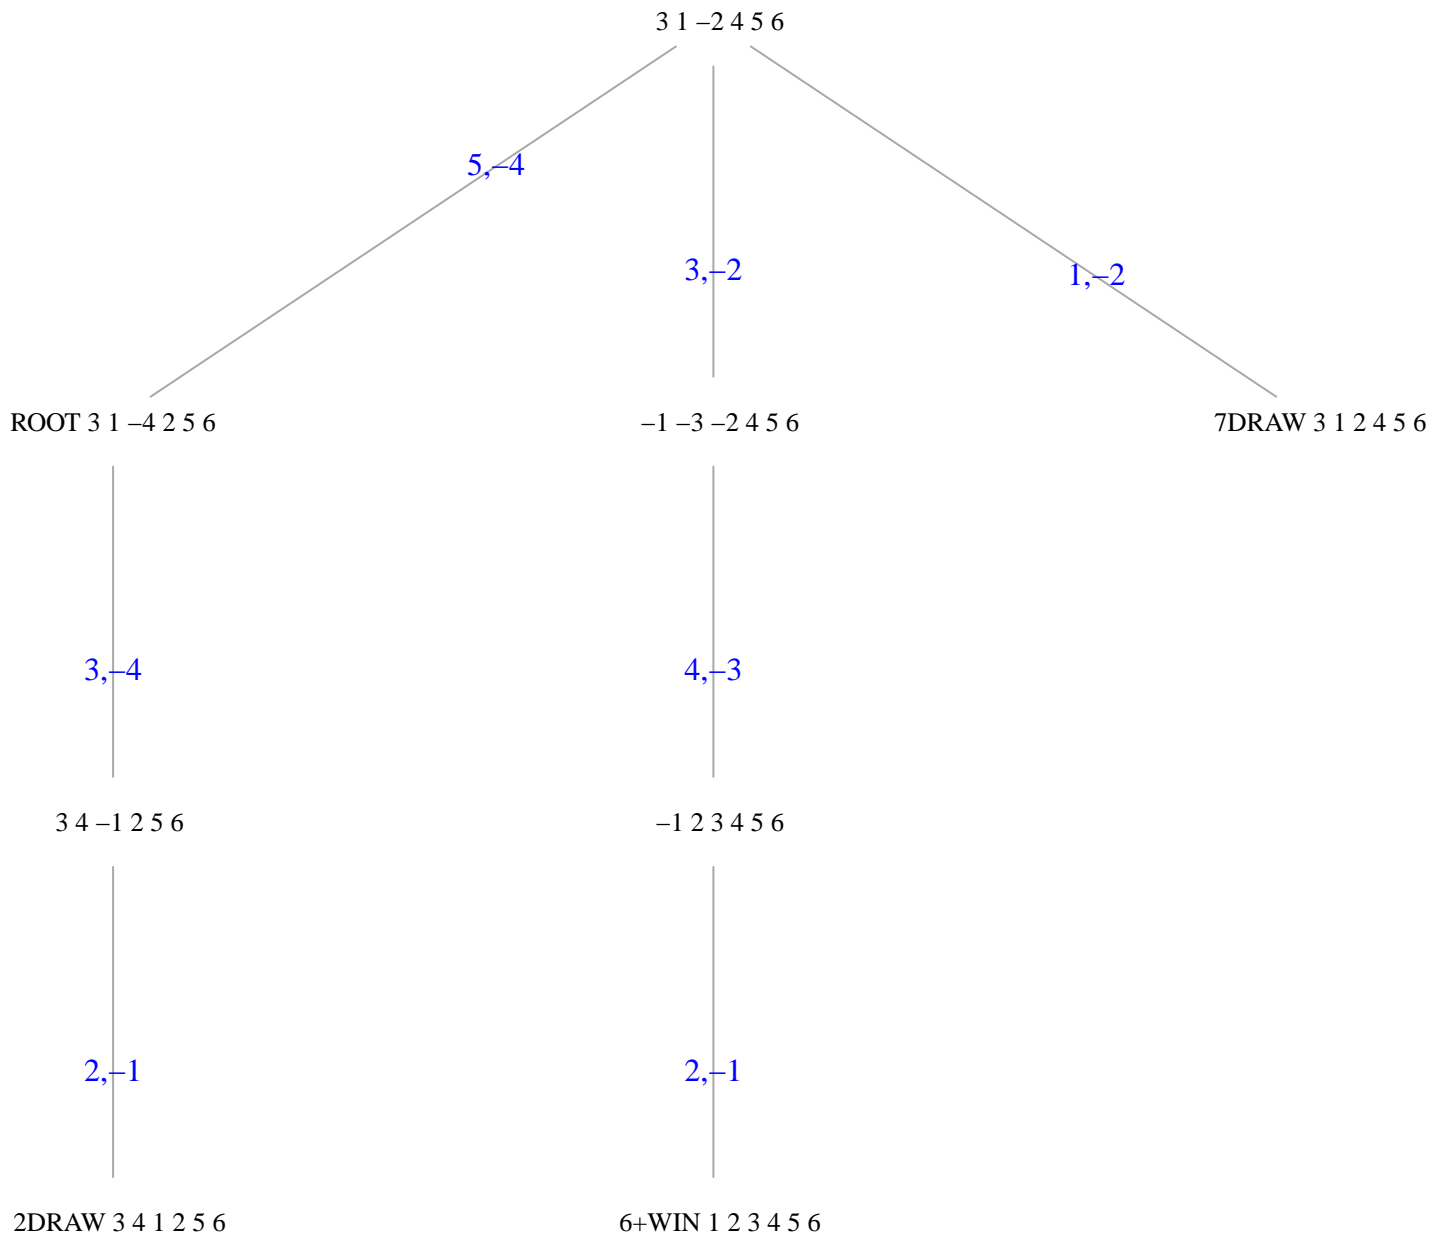 3 1 –2 4 5 6
5,–4
3,–2
1,–2
ROOT 3 1 –4 2 5 6
–1 –3 –2 4 5 6
7DRAW 3 1 2 4 5 6
3,–4
4,–3
3 4 –1 2 5 6
–1 2 3 4 5 6
2,–1
2,–1
2DRAW 3 4 1 2 5 6
6+WIN 1 2 3 4 5 6